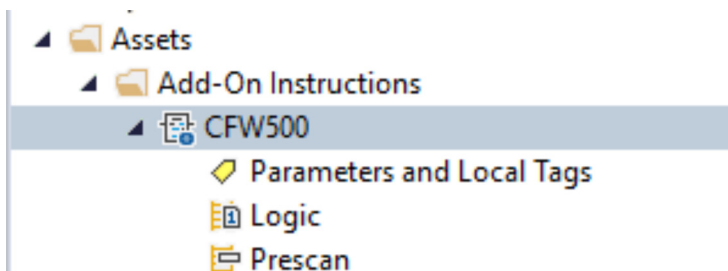 Assets
Add-On Instructions
CFW500
Parameters and Local Tags
Logic
Prescan